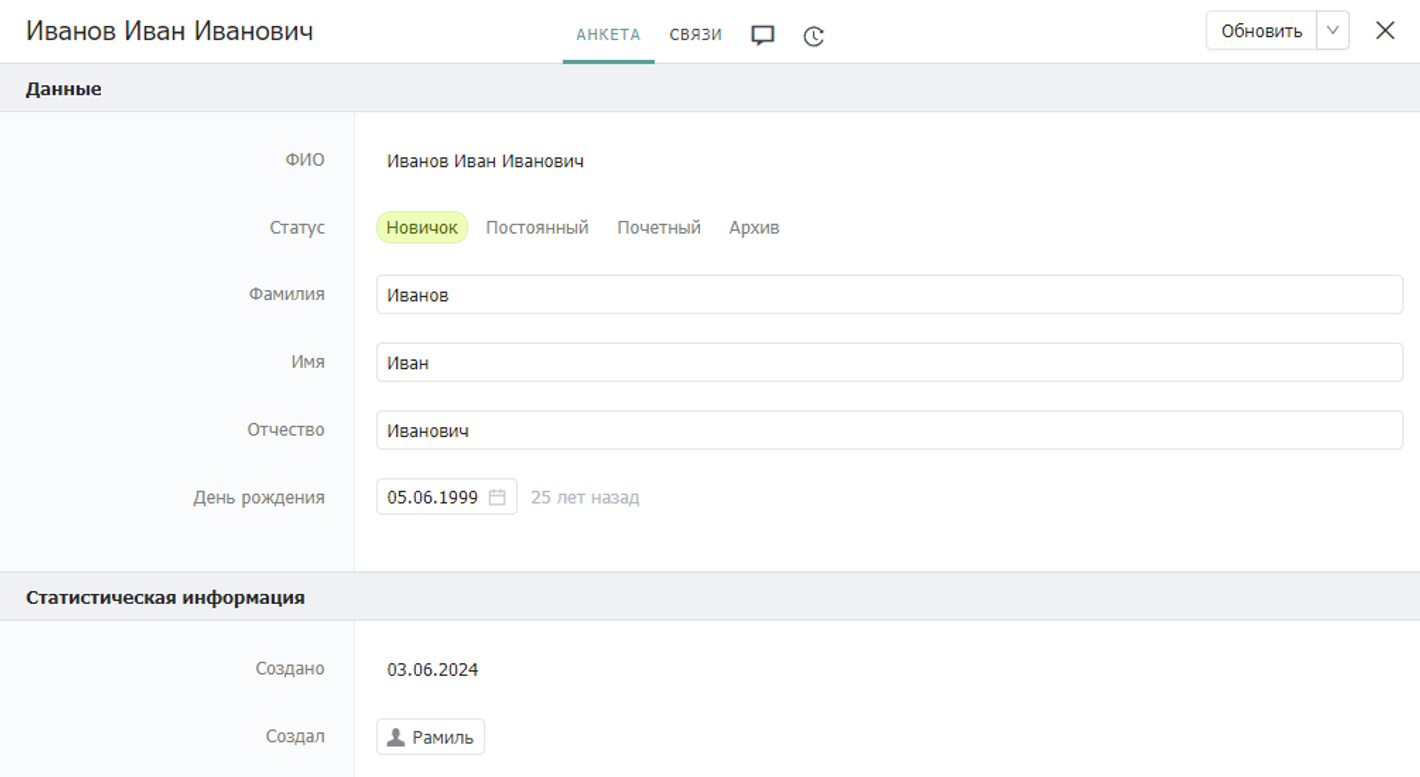 Иванов Иван Иванович АНКЕТА СВЯЗИ Обновить
Данные
ФИО Иванов Иван Иванович
Статус Новичок Постоянный Почетный Архив
Фамилия Иванов
Имя Иван
Отчество Иванович
День рождения 05.06.1999 25 лет назад
Статистическая информация
Создано 03.06.2024
Создал Рамиль